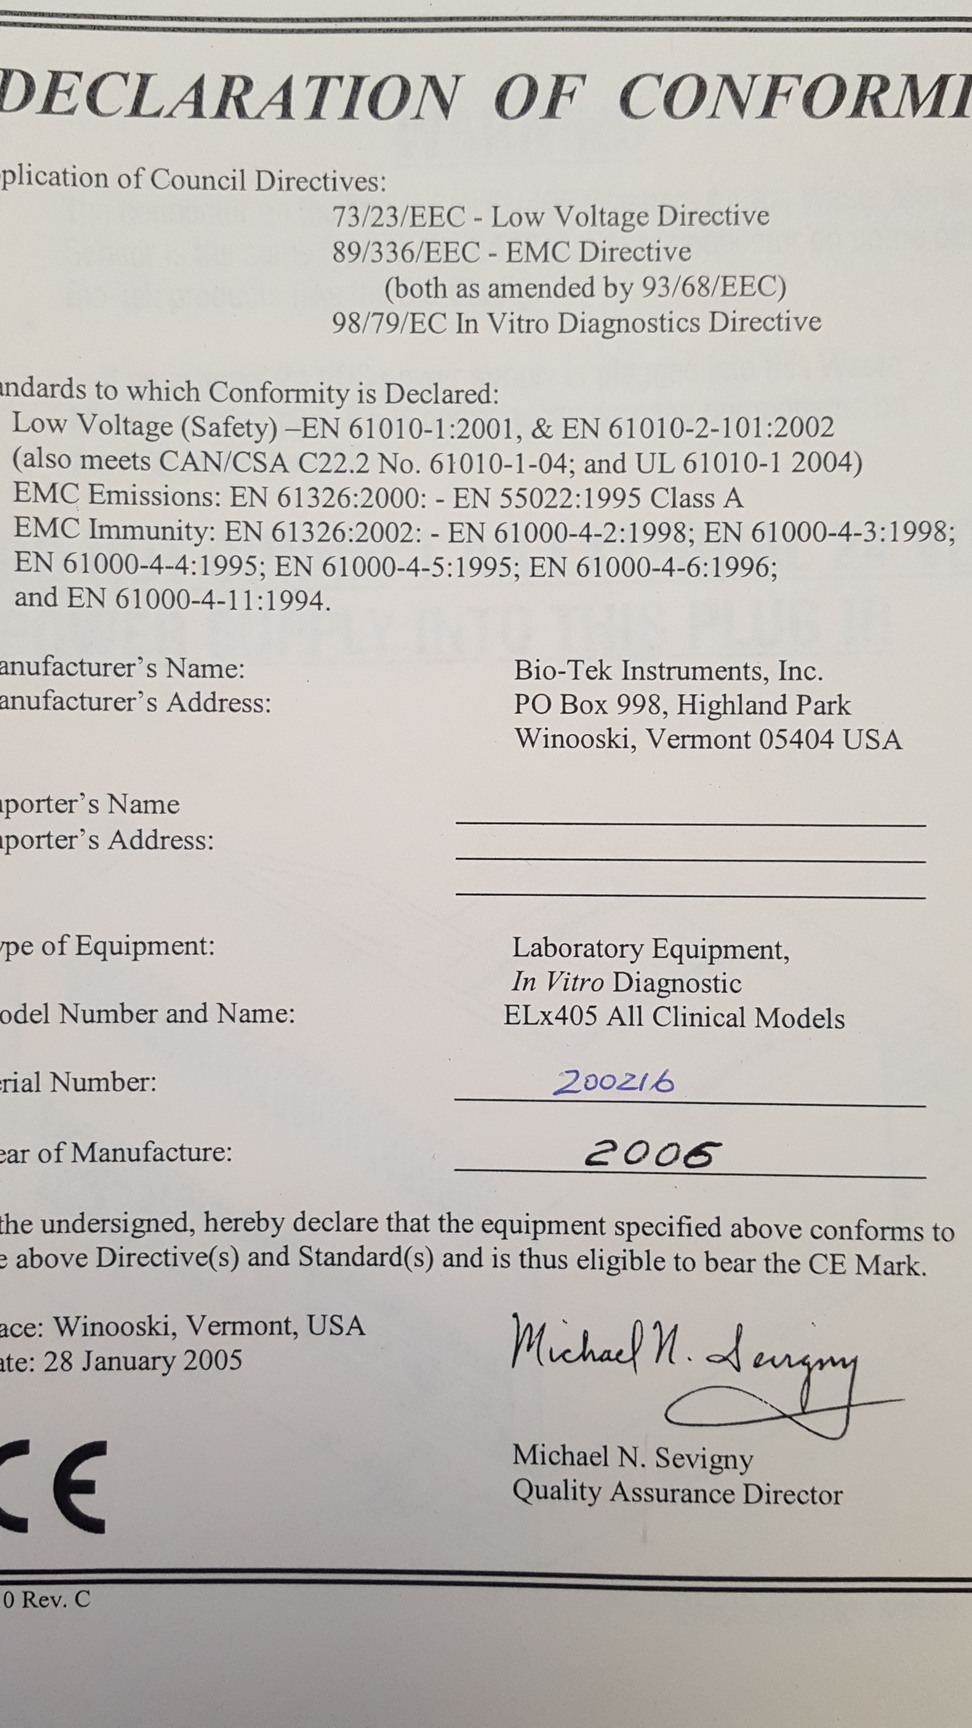 DECLARATION OF CONFORMI
plication of Council Directives:
73/23/EEC - Low Voltage Directive
89/336/EEC - EMC Directive
(both as amended by 93/68/EEC)
98/79/EC In Vitro Diagnostics Directive
andards to which Conformity is Declared:
Low Voltage (Safety) –EN 61010-1:2001, & EN 61010-2-101:2002
(also meets CAN/CSA C22.2 No. 61010-1-04; and UL 61010-1 2004)
EMC Emissions: EN 61326:2000: - EN 55022:1995 Class A
EMC Immunity: EN 61326:2002: - EN 61000-4-2:1998; EN 61000-4-3:1998;
EN 61000-4-4:1995; EN 61000-4-5:1995; EN 61000-4-6:1996;
and EN 61000-4-11:1994.
anufacturer's Name: Bio-Tek Instruments, Inc.
anufacturer's Address: PO Box 998, Highland Park
Winooski, Vermont 05404 USA
porter's Name
porter's Address:
ype of Equipment: Laboratory Equipment,
In Vitro Diagnostic
odel Number and Name: ELx405 All Clinical Models
erial Number: 200216
ear of Manufacture: 2006
the undersigned, hereby declare that the equipment specified above conforms to
e above Directive(s) and Standard(s) and is thus eligible to bear the CE Mark.
ace: Winooski, Vermont, USA
ate: 28 January 2005
Michael N. Sevigny
Michael N. Sevigny
Quality Assurance Director
CE
0 Rev. C